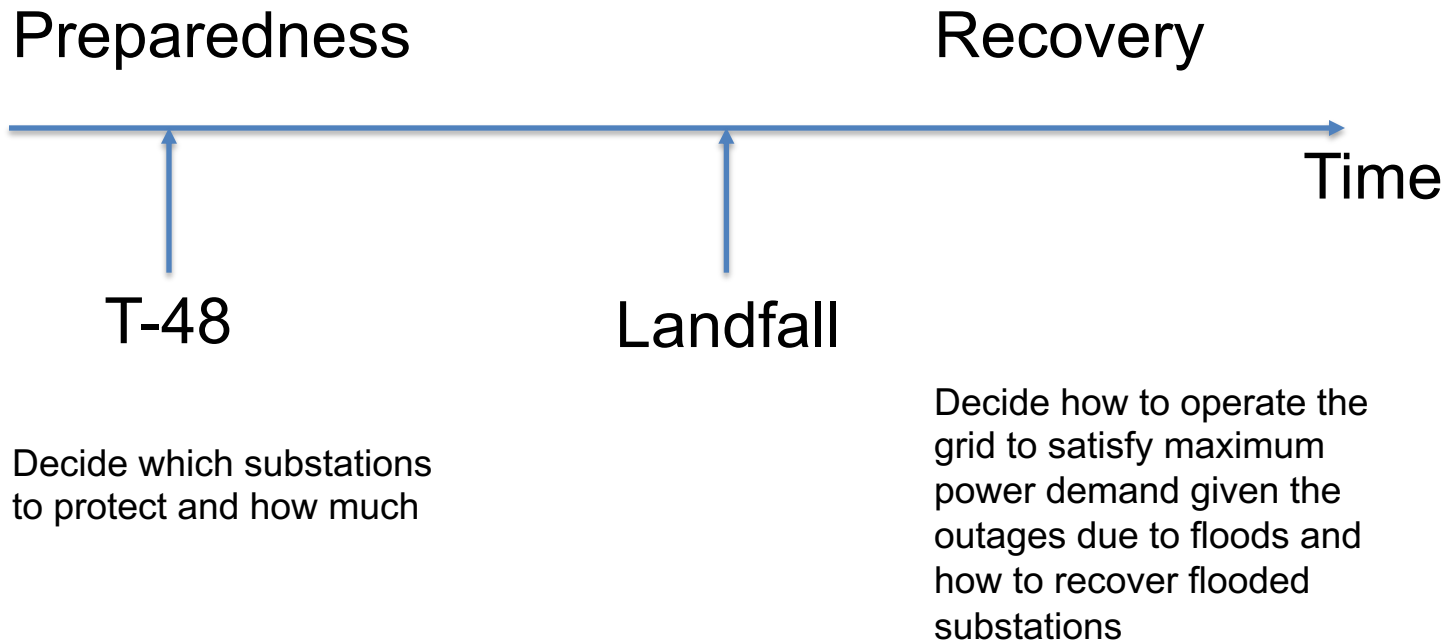 Preparedness
Recovery
Time
T-48
Landfall
Decide which substations
to protect and how much
Decide how to operate the
grid to satisfy maximum
power demand given the
outages due to floods and
how to recover flooded
substations